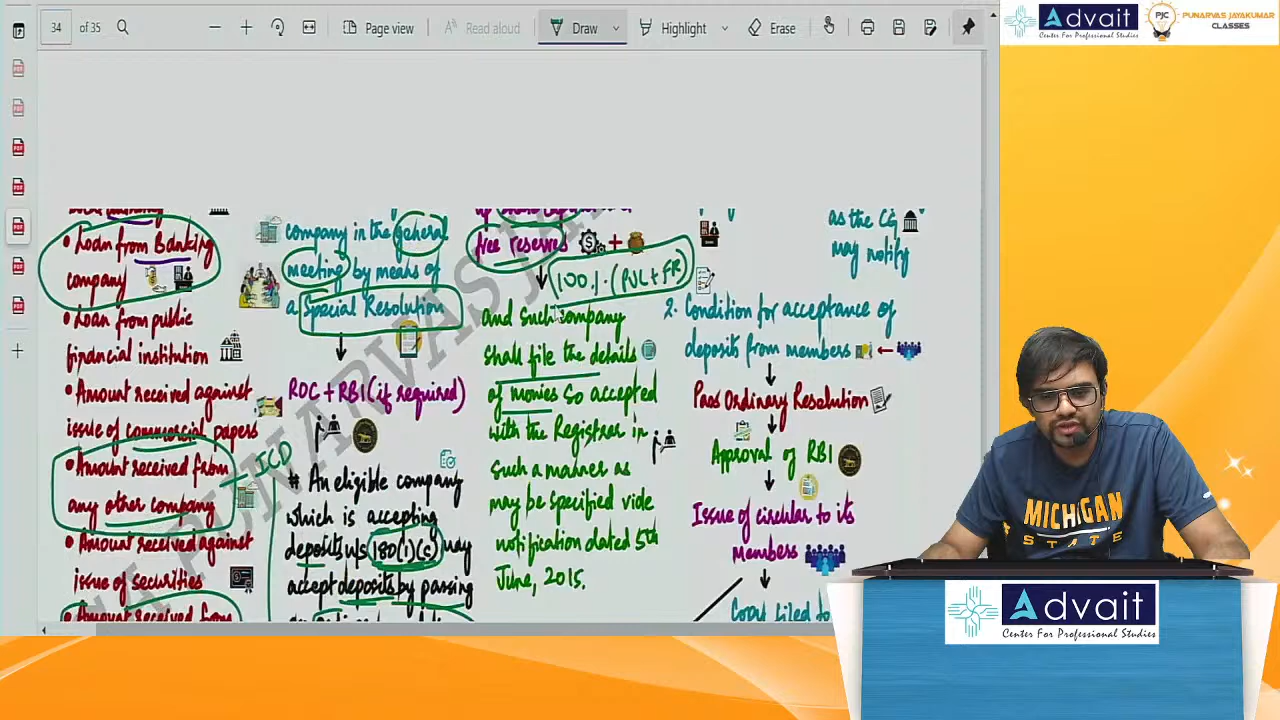 34 of 35
Page view
Read aloud
Draw
Highlight
Erase
Advait
Center For Professional Studies
PJC
PUNARVAS JAYAKUMAR
CLASSES
• Loan from Banking
company
• Loan from public
financial institution
• Amount received against
issue of commercial papers
• Amount received from
any other company
ICD
• Amount received against
issue of securities
Amount received from
company in the general
meeting by means of
a Special Resolution
ROC + RBI (if required)
# An eligible company
which is accepting
deposits u/s 180(1)(c) may
accept deposits by passing
free reserves
+
100%. (PUC + FR)
and such company
shall file the details
of monies so accepted
with the Registrar in
such a manner as
may be specified vide
notification dated 5th
June, 2015.
as the CG
may notify
2. Condition for acceptance of
deposits from members
Pass Ordinary Resolution
Approval of RBI
Issue of circular to its
members
Copy filed to
MICHIGAN
STATE
Advait
Center For Professional Studies